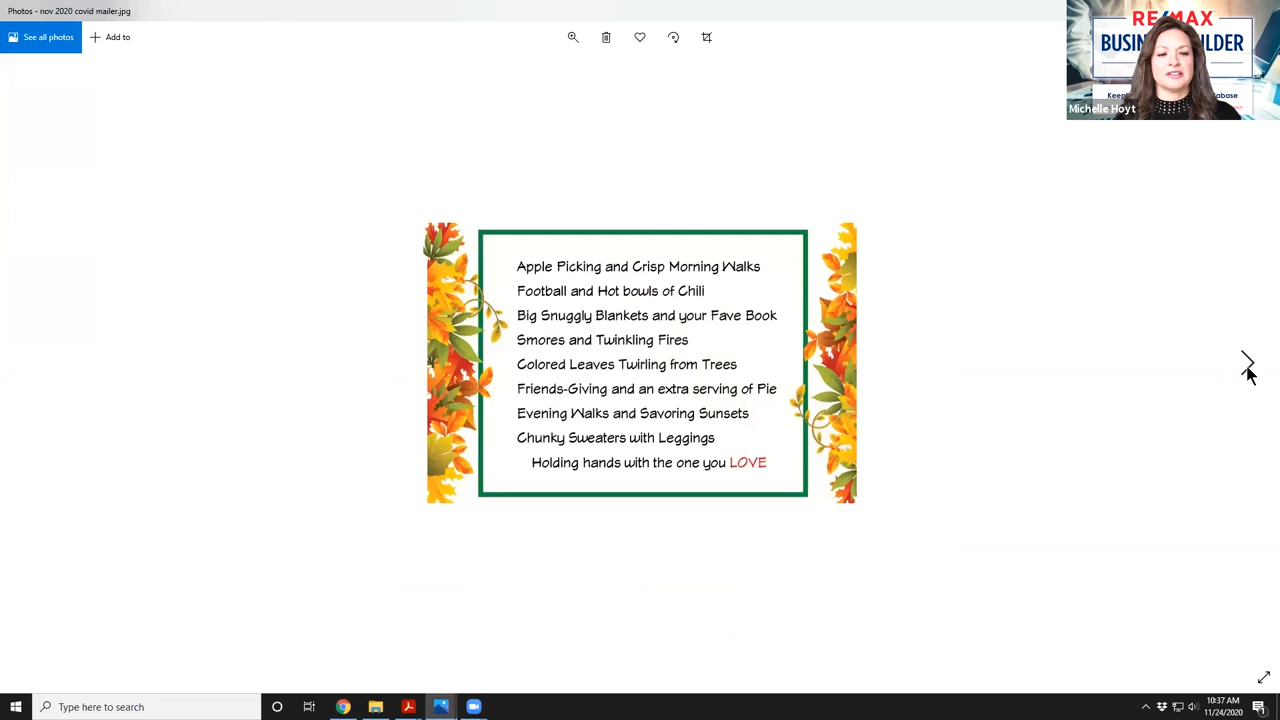 Photos - nov 2020 covid mailer.jpg
See all photos
Add to
RE/MAX
Michelle Hoyt
Apple Picking and Crisp Morning Walks
Football and Hot bowls of Chili
Big Snuggly Blankets and your Fave Book
Smores and Twinkling Fires
Colored Leaves Twirling from Trees
Friends-Giving and an extra serving of Pie
Evening Walks and Savoring Sunsets
Chunky Sweaters with Leggings
Holding hands with the one you LOVE
Type here to search
10:37 AM
11/24/2020